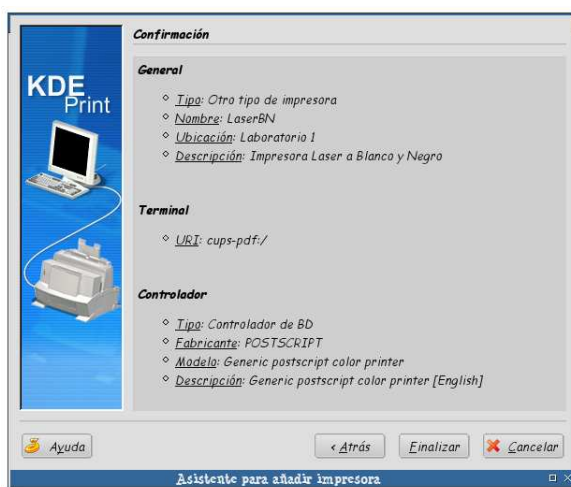 Confirmación
KDE
Print
General
Tipo: Otro tipo de impresora
Nombre: LaserBN
Ubicación: Laboratorio 1
Descripción: Impresora Laser a Blanco y Negro
Terminal
URI: cups-pdf:/
Controlador
Tipo: Controlador de BD
Fabricante: POSTSCRIPT
Modelo: Generic postscript color printer
Descripción: Generic postscript color printer [English]
Ayuda
< Atrás
Finalizar
Cancelar
Asistente para añadir impresora